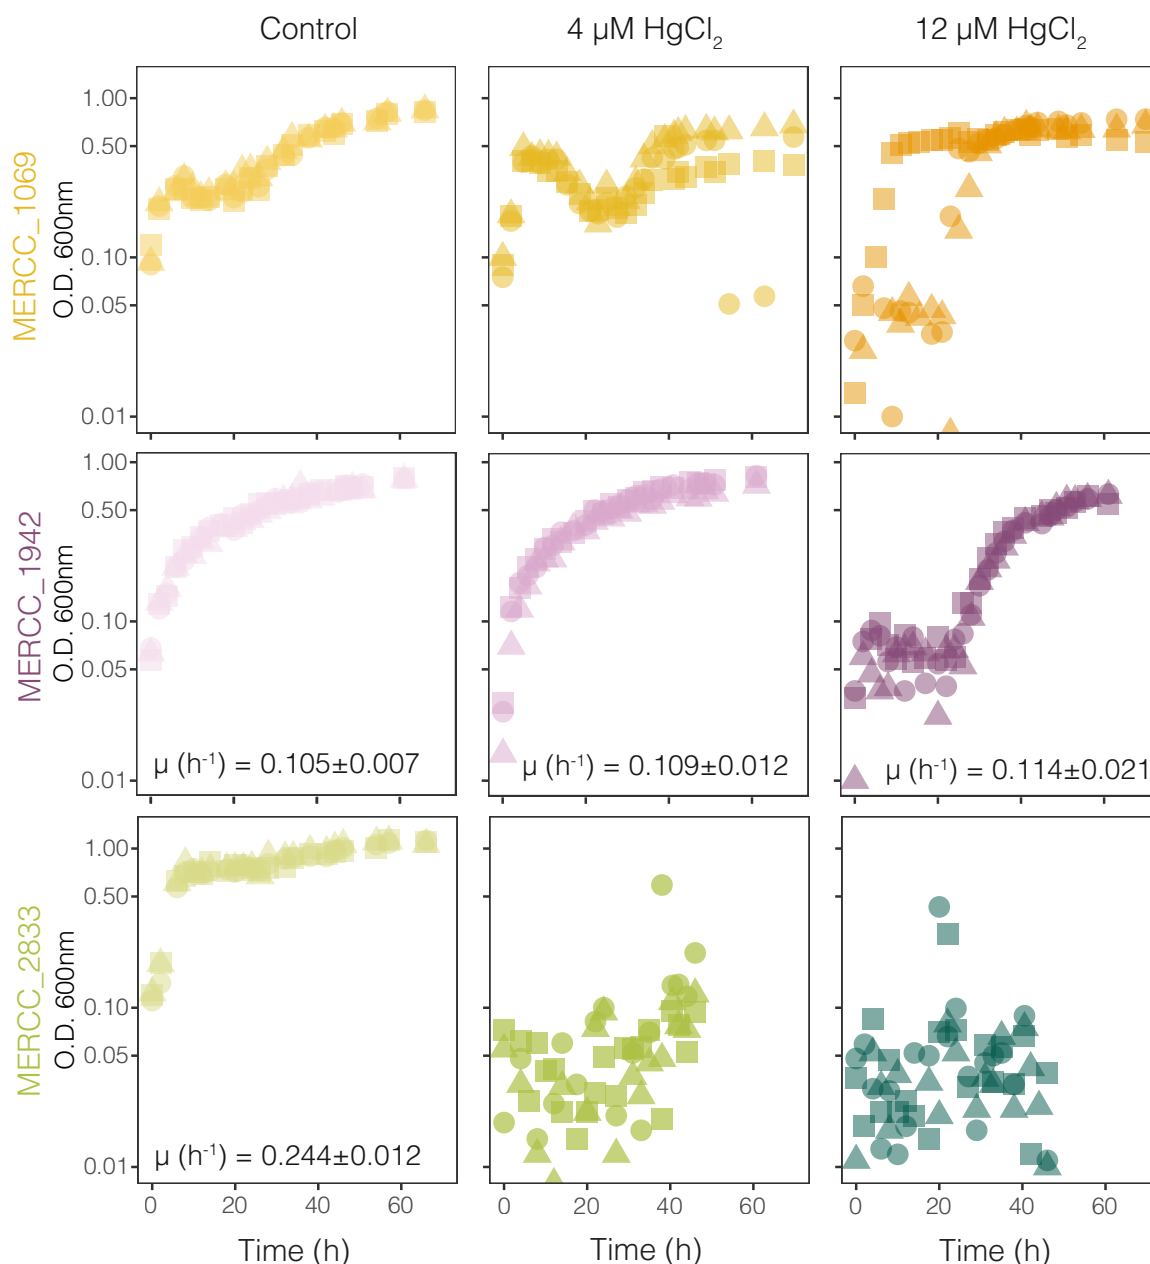 Control
4 µM HgCl₂
12 µM HgCl₂
MERCC_1069
O.D. 600nm
1.00
0.50
0.10
0.05
0.01
MERCC_1942
O.D. 600nm
1.00
0.50
0.10
0.05
0.01
µ (h⁻¹) = 0.105±0.007
µ (h⁻¹) = 0.109±0.012
µ (h⁻¹) = 0.114±0.021
MERCC_2833
O.D. 600nm
1.00
0.50
0.10
0.05
0.01
µ (h⁻¹) = 0.244±0.012
0 20 40 60
0 20 40 60
0 20 40 60
Time (h)
Time (h)
Time (h)